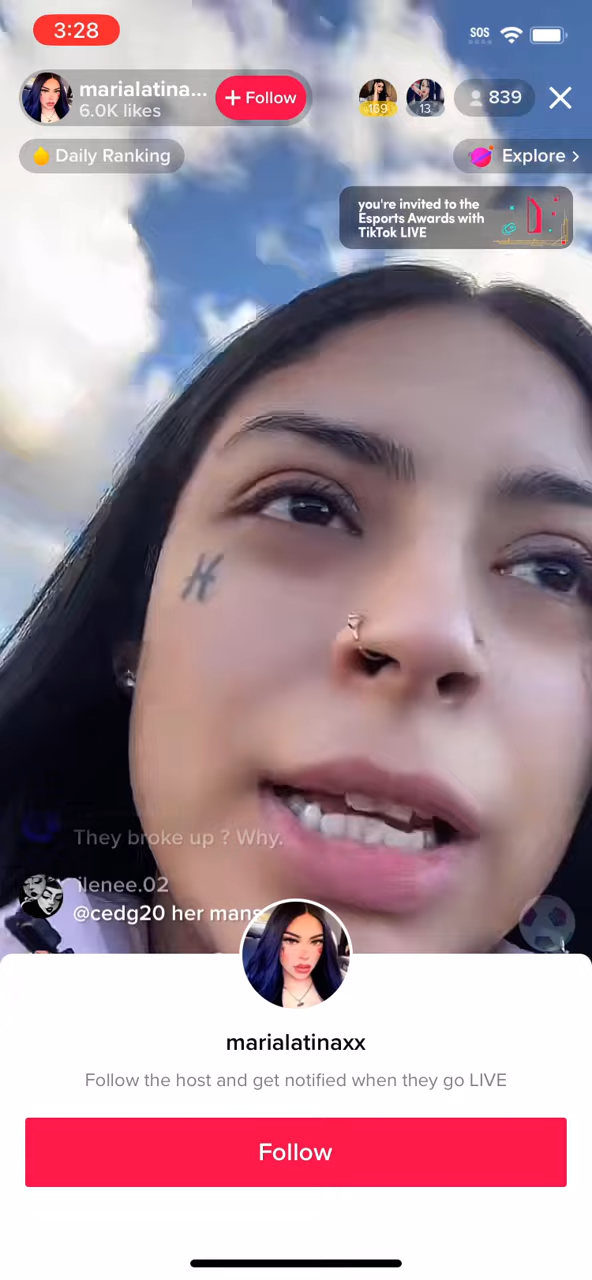 3:28
SOS
marialatina...
6.0K likes
+ Follow
169
13
839
Daily Ranking
Explore >
you're invited to the
Esports Awards with
TikTok LIVE
They broke up ? Why.
ilenee.02
@cedg20 her mans
marialatinaxx
Follow the host and get notified when they go LIVE
Follow